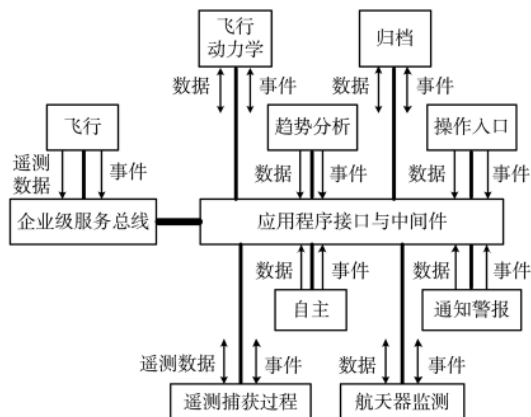 飞行
动力学
归档
数据
事件
数据
事件
飞行
趋势分析
操作入口
遥测
数据
事件
数据
事件
数据
事件
企业级服务总线
应用程序接口与中间件
数据
事件
数据
事件
自主
通知警报
遥测数据
事件
数据
事件
遥测捕获过程
航天器监测